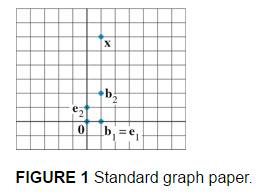 x
b₂
e₂
0 b₁ = e₁
FIGURE 1 Standard graph paper.